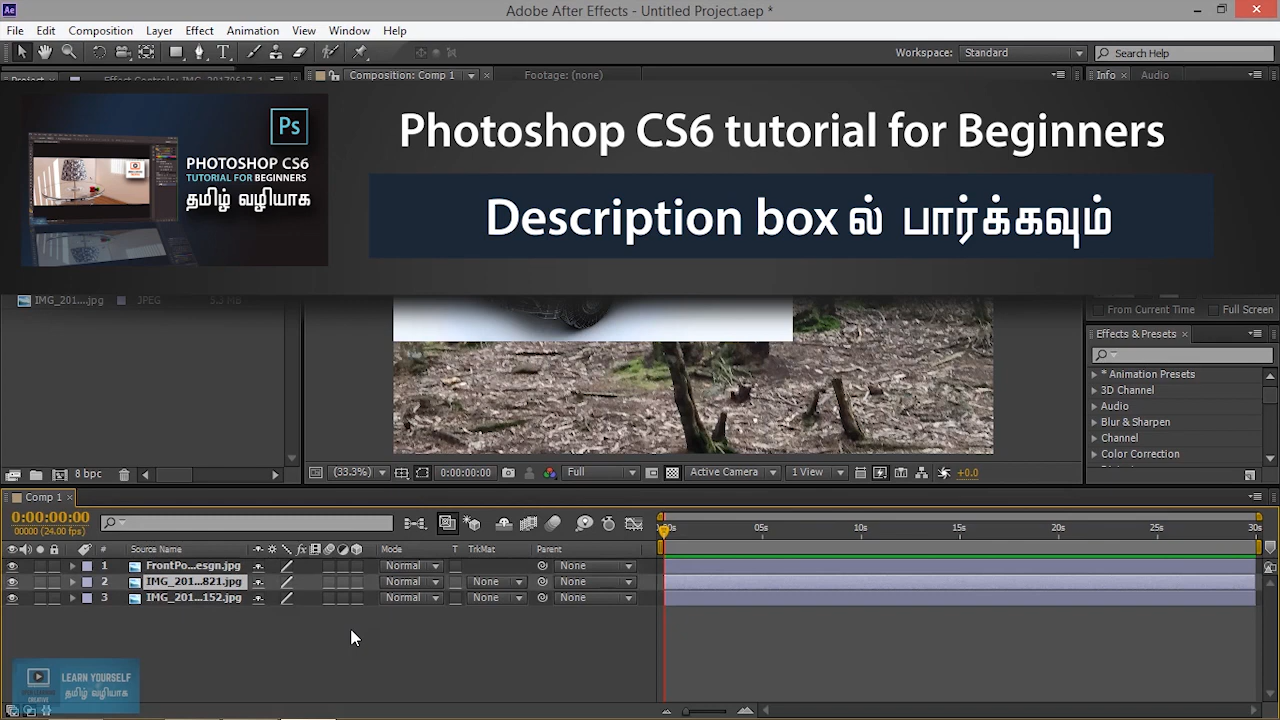 Adobe After Effects - Untitled Project.aep *
File Edit Composition Layer Effect Animation View Window Help
Workspace: Standard Search Help
Composition: Comp 1 Footage: (none) Info Audio
Ps
PHOTOSHOP CS6
TUTORIAL FOR BEGINNERS
தமிழ் வழியாக
Photoshop CS6 tutorial for Beginners
Description box ல் பார்க்கவும்
IMG_201....jpg JPEG 5.3 MB
From Current Time Full Screen
Effects & Presets
* Animation Presets
3D Channel
Audio
Blur & Sharpen
Channel
Color Correction
8 bpc (33.3%) 0:00:00:00 Full Active Camera 1 View +0.0
Comp 1
0:00:00:00
00000 (24.00 fps)
05s 10s 15s 20s 25s 30s
# Source Name fx Mode T TrkMat Parent
1 FrontPo...esgn.jpg Normal None
2 IMG_201...821.jpg Normal None None
3 IMG_201...152.jpg Normal None None
LEARN YOURSELF
தமிழ் வழியாக
CREATIVE